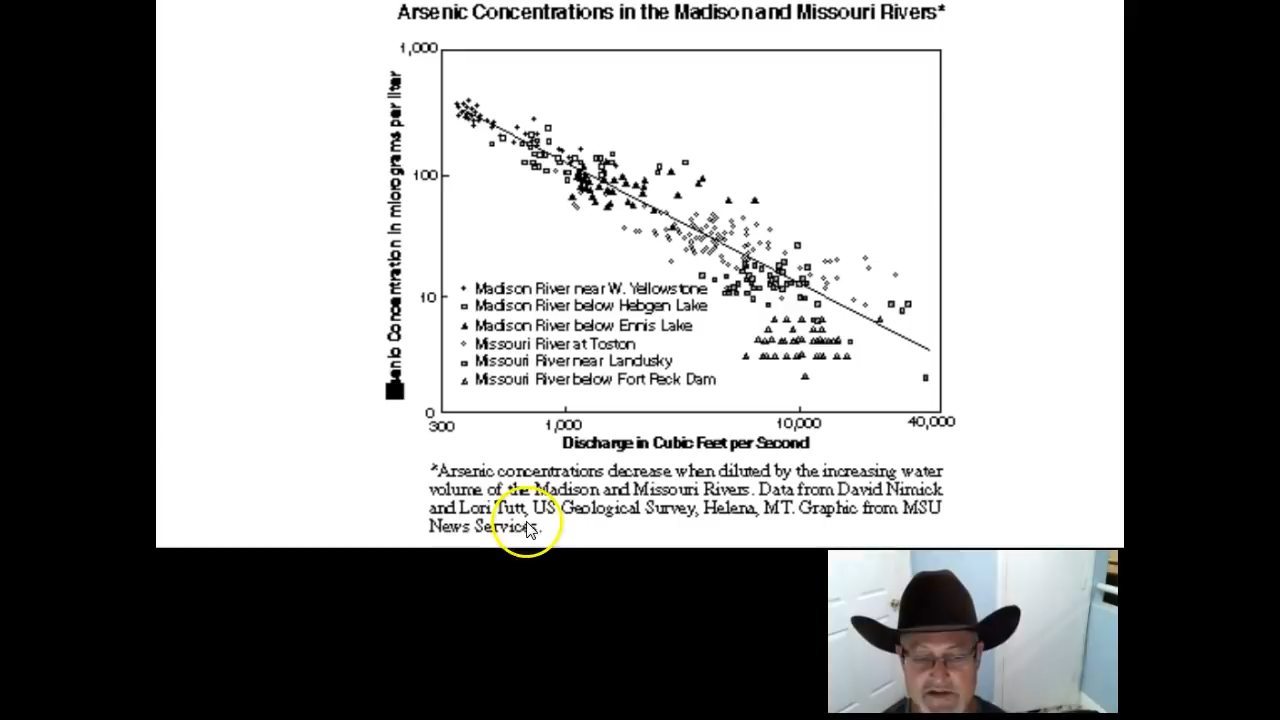 Arsenic Concentrations in the Madison and Missouri Rivers*
1,000
100
10
0
Concentration in micrograms per liter
Madison River near W. Yellowstone
Madison River below Hebgen Lake
Madison River below Ennis Lake
Missouri River at Toston
Missouri River near Landusky
Missouri River below Fort Peck Dam
300 1,000 10,000 40,000
Discharge in Cubic Feet per Second
*Arsenic concentrations decrease when diluted by the increasing water
volume of the Madison and Missouri Rivers. Data from David Nimick
and Lori Tutt, US Geological Survey, Helena, MT. Graphic from MSU
News Services.